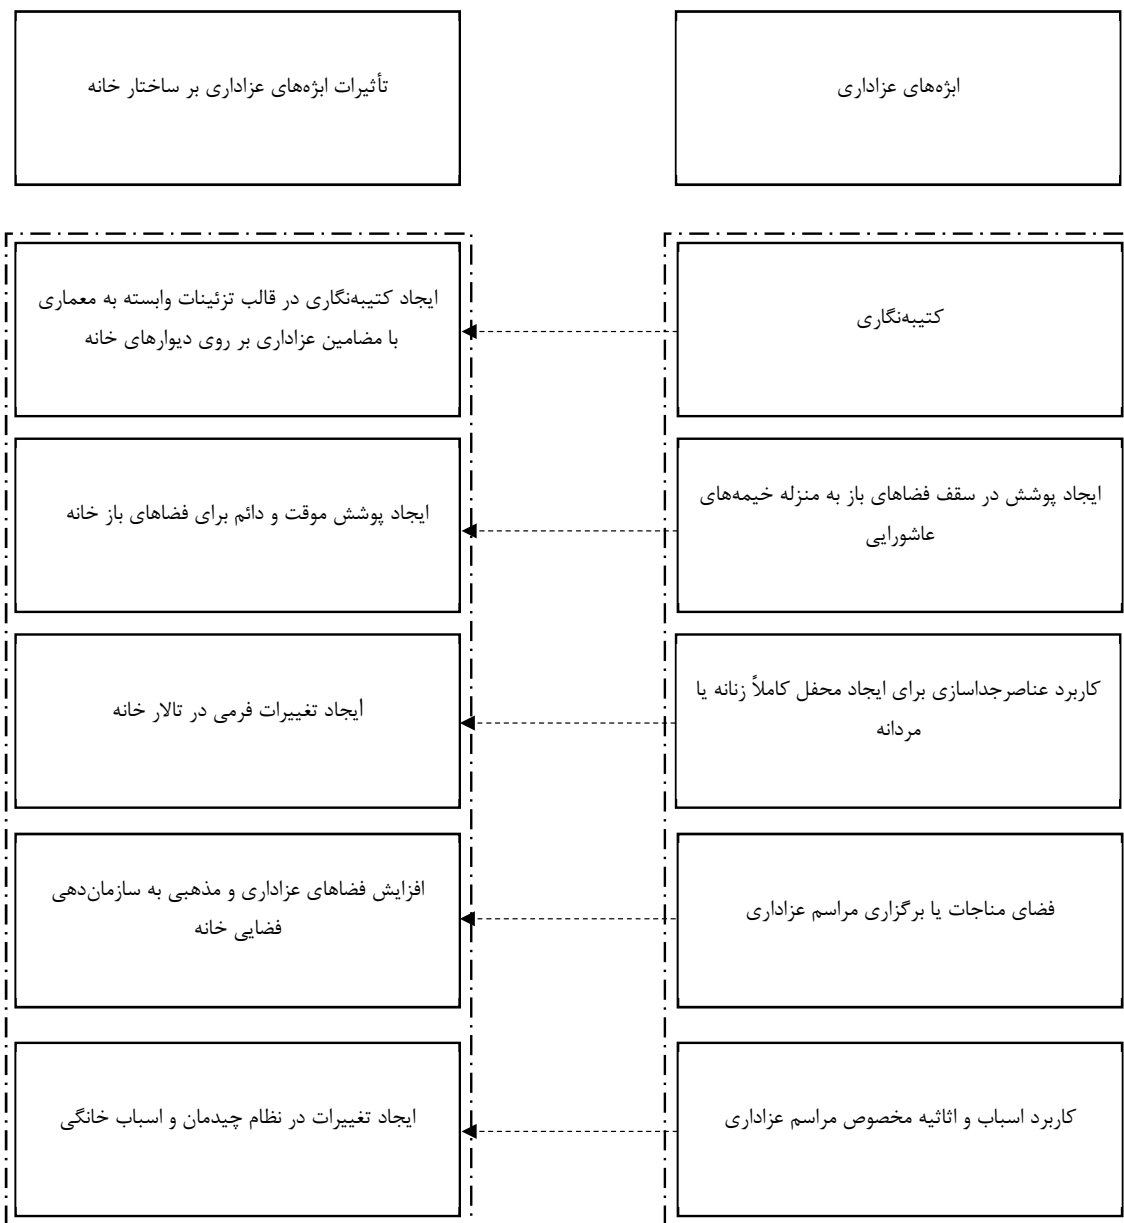 ابژه‌های عزاداری
تأثیرات ابژه‌های عزاداری بر ساختار خانه
کتیبه‌نگاری
ایجاد کتیبه‌نگاری در قالب تزئینات وابسته به معماری
با مضامین عزاداری بر روی دیوارهای خانه
ایجاد پوشش در سقف فضاهای باز به منزله خیمه‌های
عاشورایی
ایجاد پوشش موقت و دائم برای فضاهای باز خانه
کاربرد عناصرجداسازی برای ایجاد محفل کاملاً زنانه یا
مردانه
ایجاد تغییرات فرمی در تالار خانه
فضای مناجات یا برگزاری مراسم عزاداری
افزایش فضاهای عزاداری و مذهبی به سازمان‌دهی
فضایی خانه
کاربرد اسباب و اثاثیه مخصوص مراسم عزاداری
ایجاد تغییرات در نظام چیدمان و اسباب خانگی